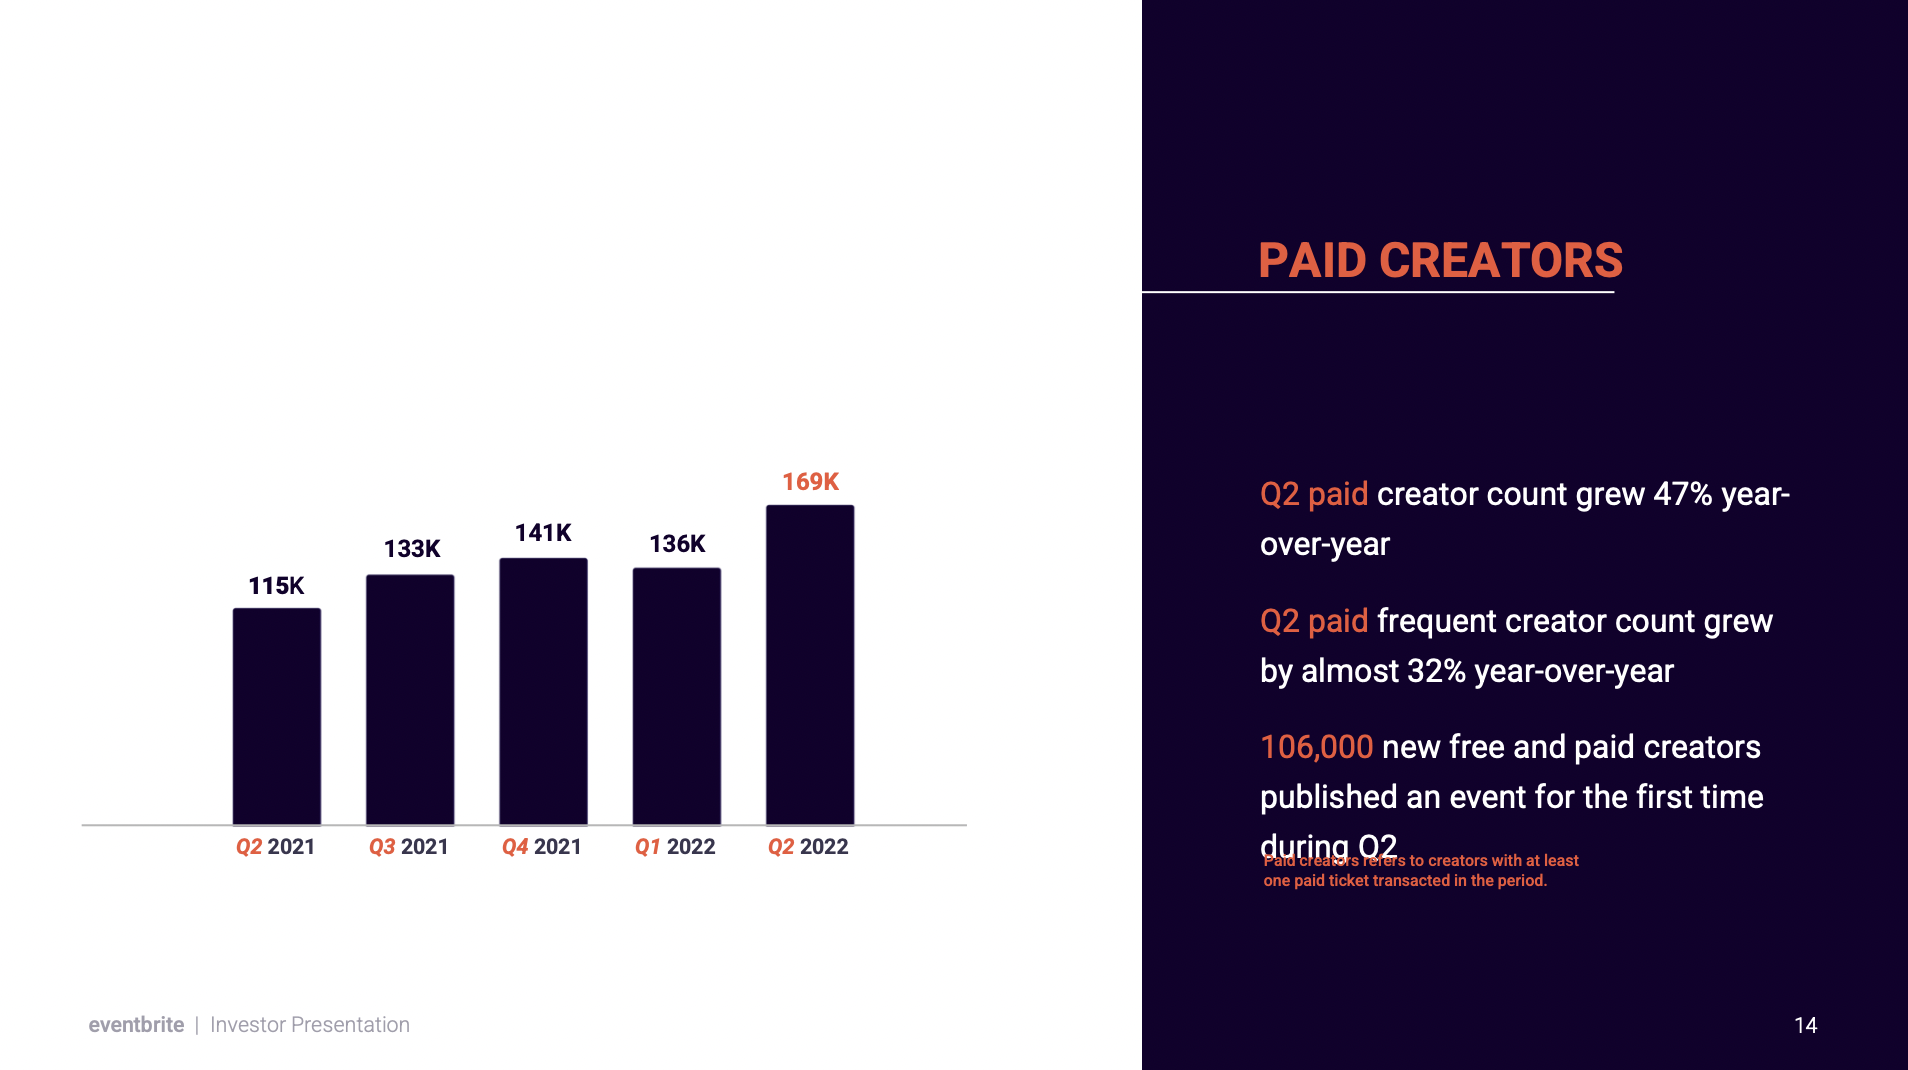 169K
141K
136K
133K
115K
Q2 2021 Q3 2021 Q4 2021 Q1 2022 Q2 2022
eventbrite | Investor Presentation
PAID CREATORS
Q2 paid creator count grew 47% year-
over-year
Q2 paid frequent creator count grew
by almost 32% year-over-year
106,000 new free and paid creators
published an event for the first time
during Q2
Paid creators refers to creators with at least
one paid ticket transacted in the period.
14